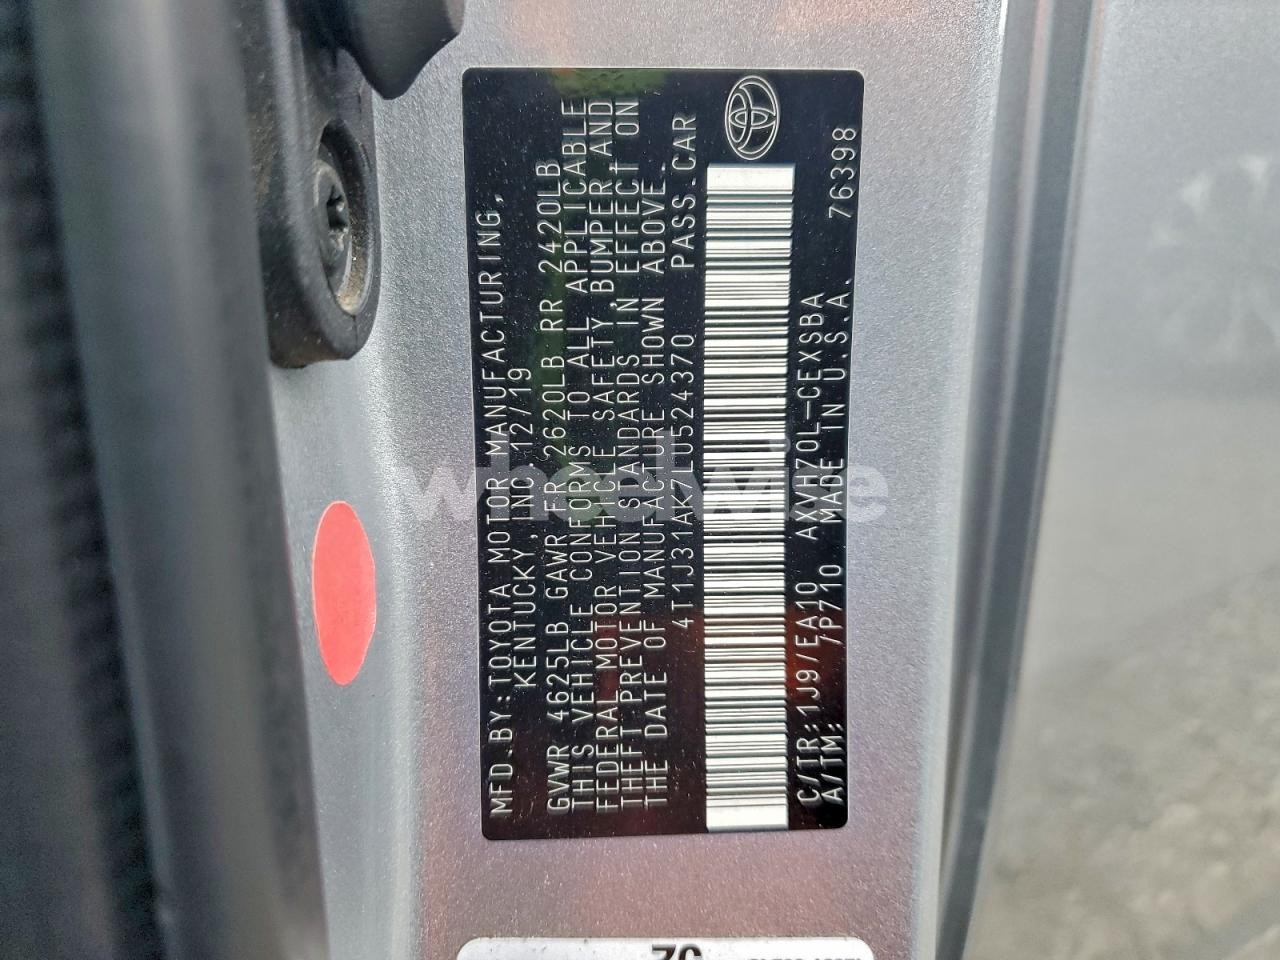 MFD.BY:TOYOTA MOTOR MANUFACTURING,
KENTUCKY,INC 12/19
GVWR 4625LB GAWR FR 2620LB RR 2420LB
THIS VEHICLE CONFORMS TO ALL APPLICABLE
FEDERAL MOTOR VEHICLE SAFETY,BUMPER,AND
THEFT PREVENTION STANDARDS IN EFFECT ON
THE DATE OF MANUFACTURE SHOWN ABOVE.
4T1J31AK7LU524370 PASS.CAR
C/TR:1J9/EA10 AXVH70L-CEXSBA
A/TM: /P710 MADE IN U.S.A. 76398
wheelwise